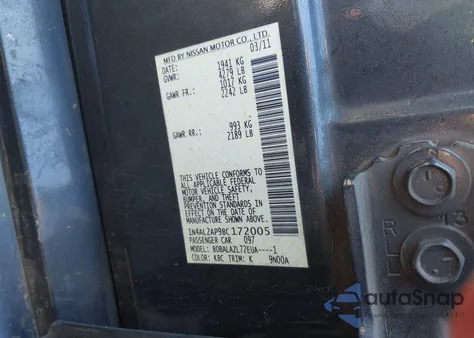 MFD BY NISSAN MOTOR CO., LTD.
DATE: 03/11
GVWR: 1941 KG
4279 LB
GAWR FR. 1017 KG
2242 LB
GAWR RR. 993 KG
2189 LB
THIS VEHICLE CONFORMS TO
ALL APPLICABLE FEDERAL
MOTOR VEHICLE SAFETY,
BUMPER, AND THEFT
PREVENTION STANDARDS IN
EFFECT ON THE DATE OF
MANUFACTURE SHOWN
ABOVE.
1N4AL2AP9BC172005
PASSENGER CAR 097
MODEL: BDBALAZL72EUA----1
COLOR: KBC TRIM: K 9N00A
R
L
3
autoSnap